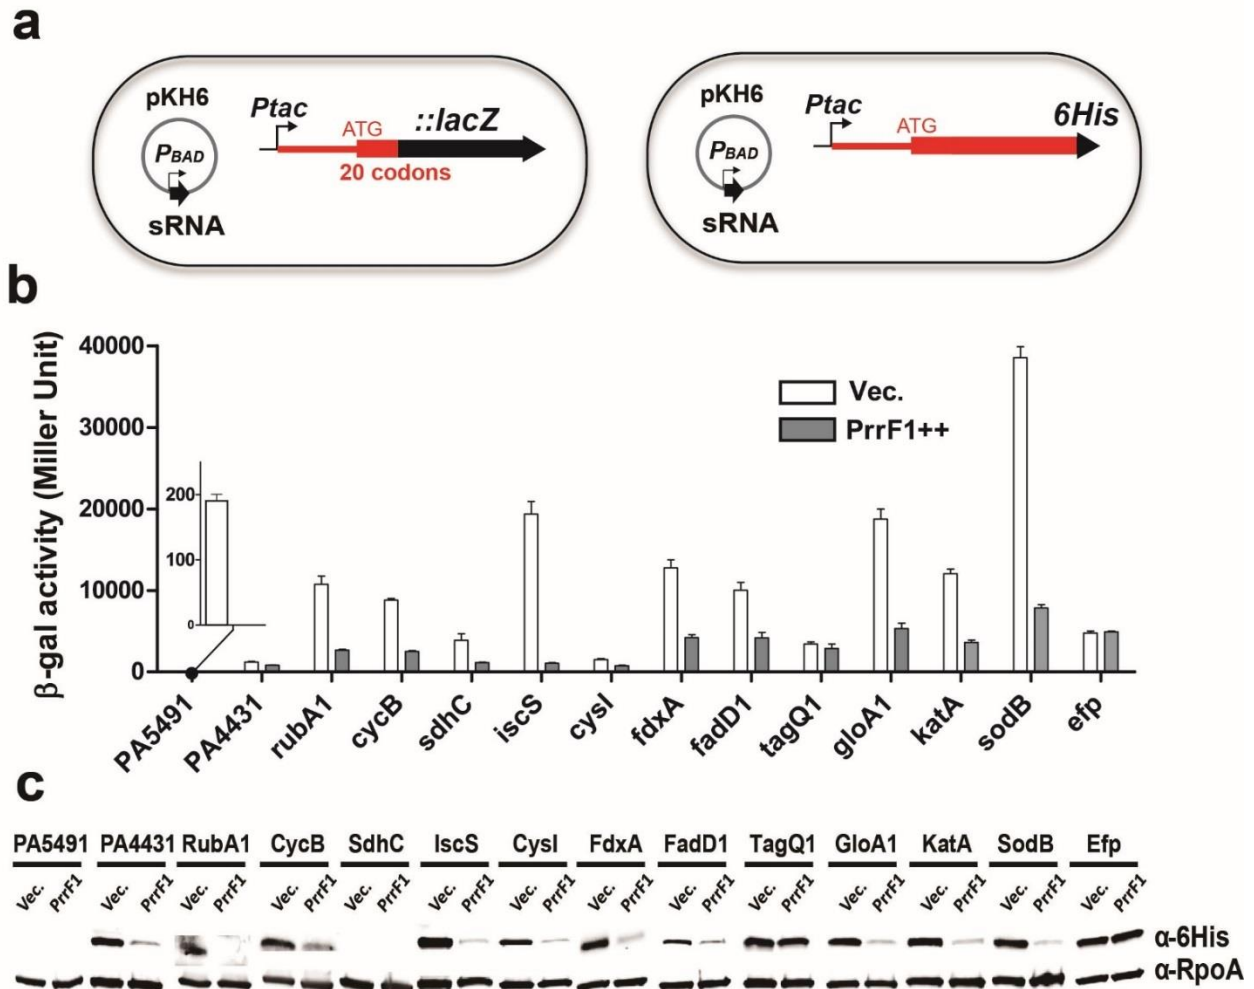 a
pKH6
PBAD
sRNA
Ptac
ATG
::lacZ
20 codons
pKH6
PBAD
sRNA
Ptac
ATG
6His
b
β-gal activity (Miller Unit)
40000
30000
20000
10000
0
200
100
0
Vec.
PrrF1++
PA5491
PA4431
rubA1
cycB
sdhC
iscS
cysI
fdxA
fadD1
tagQ1
gloA1
katA
sodB
efp
c
PA5491 PA4431 RubA1 CycB SdhC IscS CysI FdxA FadD1 TagQ1 GloA1 KatA SodB Efp
Vec. PrrF1 Vec. PrrF1 Vec. PrrF1 Vec. PrrF1 Vec. PrrF1 Vec. PrrF1 Vec. PrrF1 Vec. PrrF1 Vec. PrrF1 Vec. PrrF1 Vec. PrrF1 Vec. PrrF1 Vec. PrrF1 Vec. PrrF1
α-6His
α-RpoA